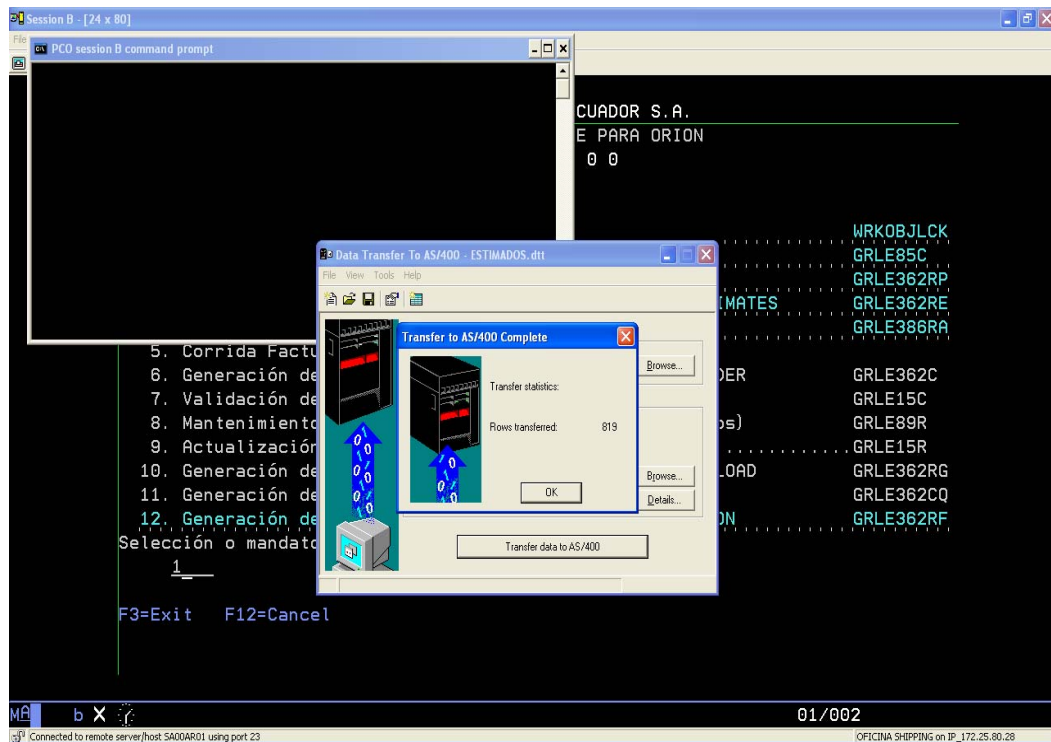 Session B - [24 x 80]
File
PCO session B command prompt
CUADOR S.A.
E PARA ORION
0 0
WRKOBJLCK
GRLE85C
GRLE362RP
IMATES GRLE362RE
GRLE386RA
Data Transfer To AS/400 - ESTIMADOS.dtt
File View Tools Help
Transfer to AS/400 Complete
Transfer statistics:
Rows transferred: 819
OK
Browse...
Browse...
Details...
Transfer data to AS/400
5. Corrida Factu
6. Generación de DER GRLE362C
7. Validación de GRLE15C
8. Mantenimiento os) GRLE89R
9. Actualización ...........GRLE15R
10. Generación de LOAD GRLE362RG
11. Generación de GRLE362CQ
12. Generación de ON GRLE362RF
Selección o mandato
1
F3=Exit F12=Cancel
MA b X 01/002
Connected to remote server/host SA00AR01 using port 23 OFICINA SHIPPING on IP_172.25.80.28